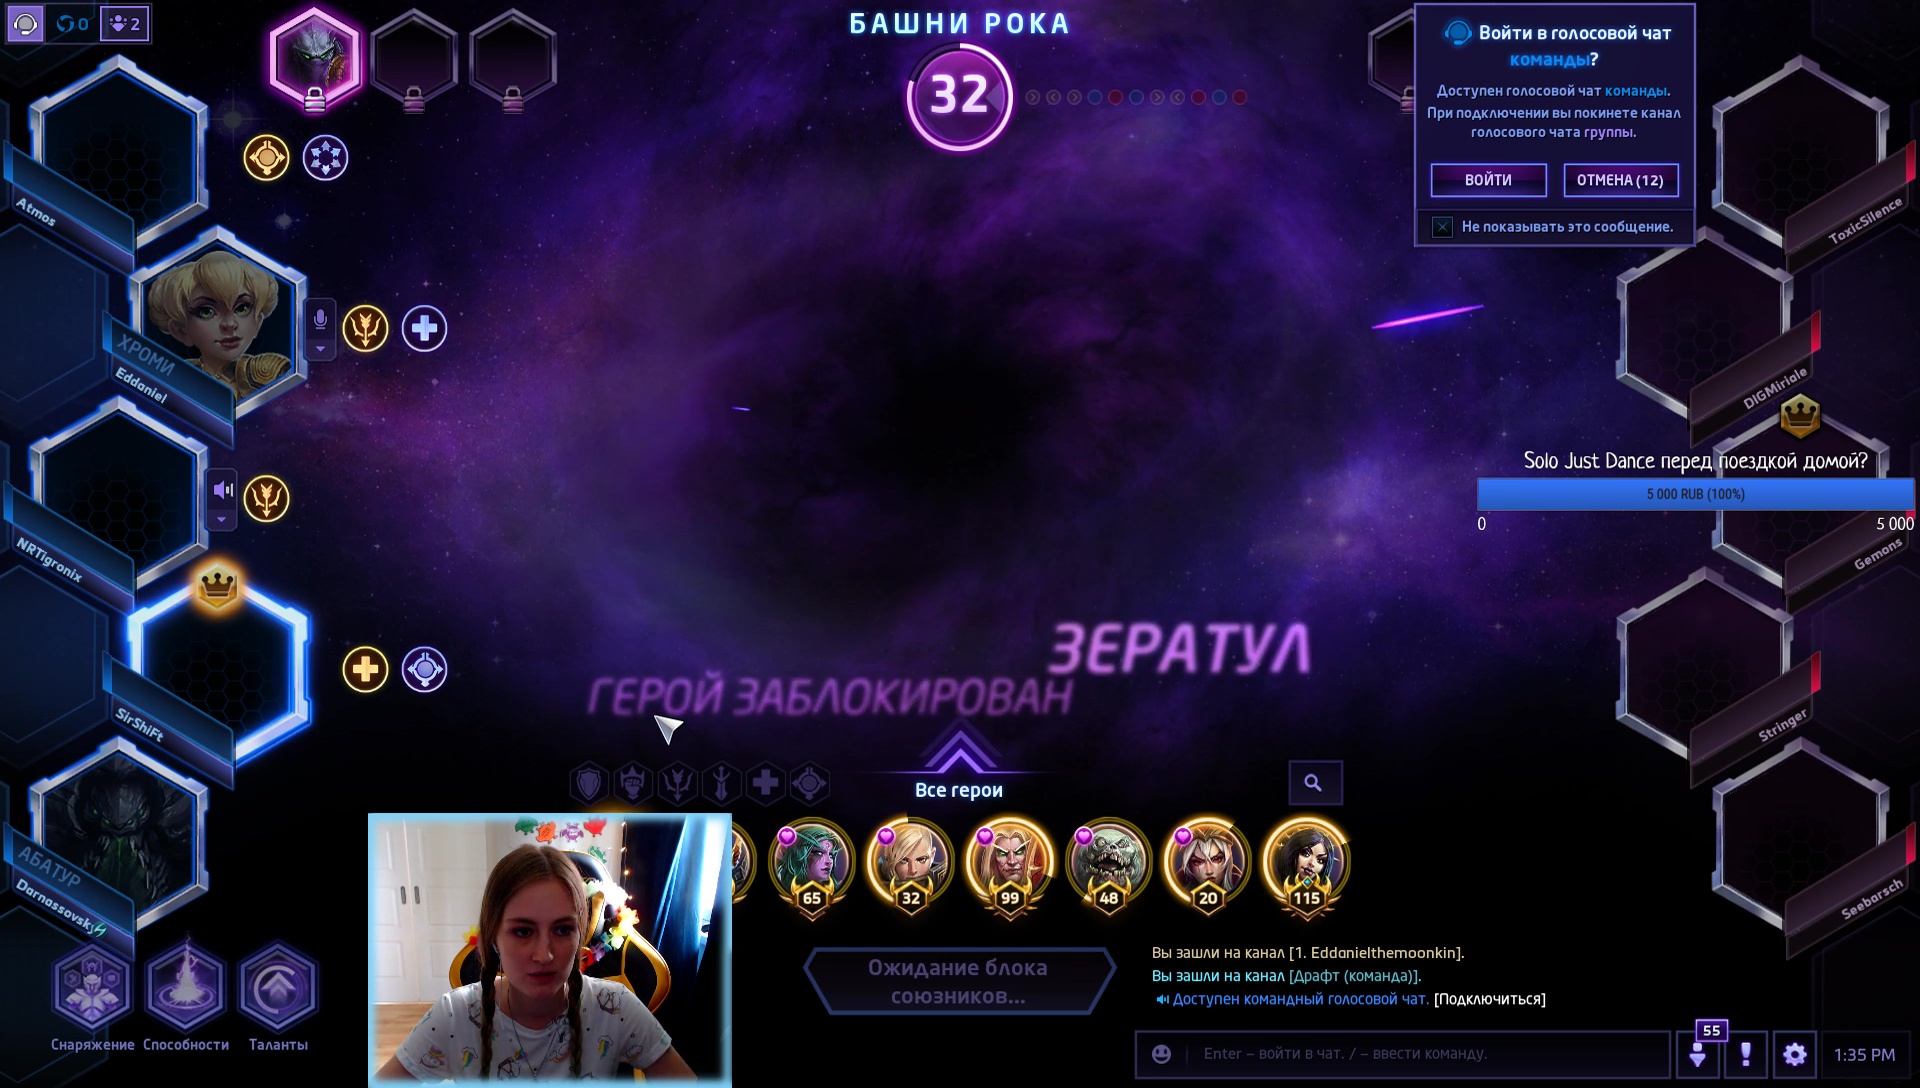 0
2
БАШНИ РОКА
32
Войти в голосовой чат
команды?
Доступен голосовой чат команды.
При подключении вы покинете канал
голосового чата группы.
ВОЙТИ
ОТМЕНА (12)
Не показывать это сообщение.
Atmos
ХРОМИ
Eddaniel
NRTigronix
SirShiFt
АБАТУР
Darnassovsky
ToxicSilence
DIGMiriale
Solo Just Dance перед поездкой домой?
5 000 RUB (100%)
0
5 000
Gemons
Stringer
Seebarsch
ЗЕРАТУЛ
ГЕРОЙ ЗАБЛОКИРОВАН
Все герои
65
32
99
48
20
115
Ожидание блока
союзников...
Вы зашли на канал [1. Eddanielthemoonkin].
Вы зашли на канал [Драфт (команда)].
Доступен командный голосовой чат. [Подключиться]
Enter – войти в чат. / – ввести команду.
55
1:35 PM
Снаряжение
Способности
Таланты